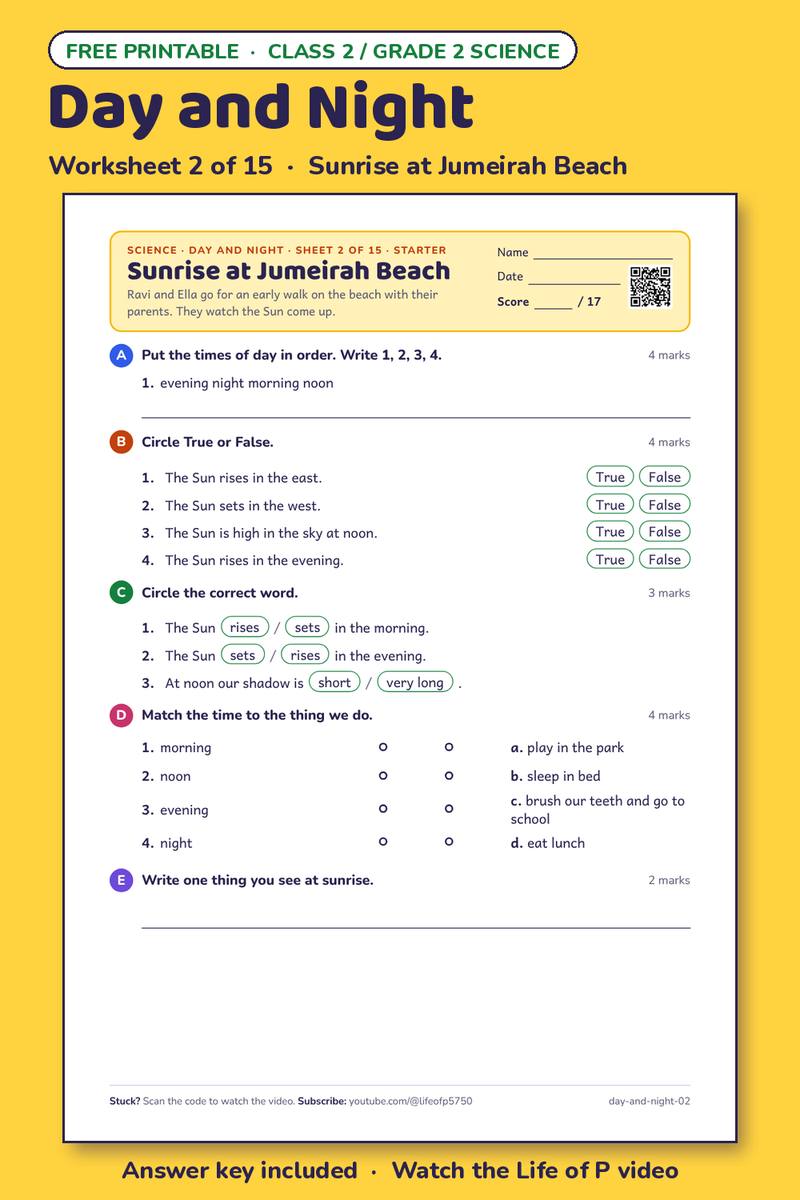 FREE PRINTABLE · CLASS 2 / GRADE 2 SCIENCE
Day and Night
Worksheet 2 of 15 · Sunrise at Jumeirah Beach
SCIENCE · DAY AND NIGHT · SHEET 2 OF 15 · STARTER
Sunrise at Jumeirah Beach
Ravi and Ella go for an early walk on the beach with their
parents. They watch the Sun come up.
Name
Date
Score / 17
A Put the times of day in order. Write 1, 2, 3, 4. 4 marks
1. evening night morning noon
B Circle True or False. 4 marks
1. The Sun rises in the east. True False
2. The Sun sets in the west. True False
3. The Sun is high in the sky at noon. True False
4. The Sun rises in the evening. True False
C Circle the correct word. 3 marks
1. The Sun rises / sets in the morning.
2. The Sun sets / rises in the evening.
3. At noon our shadow is short / very long .
D Match the time to the thing we do. 4 marks
1. morning a. play in the park
2. noon b. sleep in bed
3. evening c. brush our teeth and go to
school
4. night d. eat lunch
E Write one thing you see at sunrise. 2 marks
Stuck? Scan the code to watch the video. Subscribe: youtube.com/@lifeofp5750 day-and-night-02
Answer key included · Watch the Life of P video